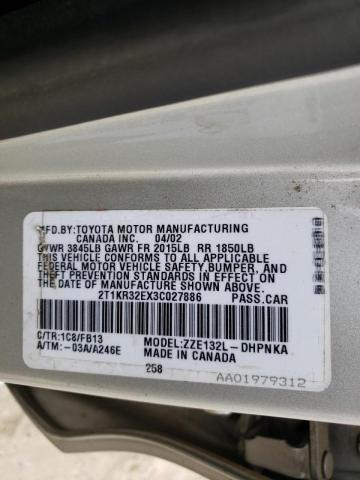 MFD.BY:TOYOTA MOTOR MANUFACTURING
CANADA INC. 04/02
GVWR 3845LB GAWR FR 2015LB RR 1850LB
THIS VEHICLE CONFORMS TO ALL APPLICABLE
FEDERAL MOTOR VEHICLE SAFETY,BUMPER, AND
THEFT PREVENTION STANDARDS IN EFFECT ON
THE DATE OF MANUFACTURE SHOWN ABOVE.
2T1KR32EX3C027886 PASS.CAR
C/TR:1C8/FB13 MODEL:ZZE132L-DHPNKA
A/TM:-03A/A246E MADE IN CANADA
258
AA01979312